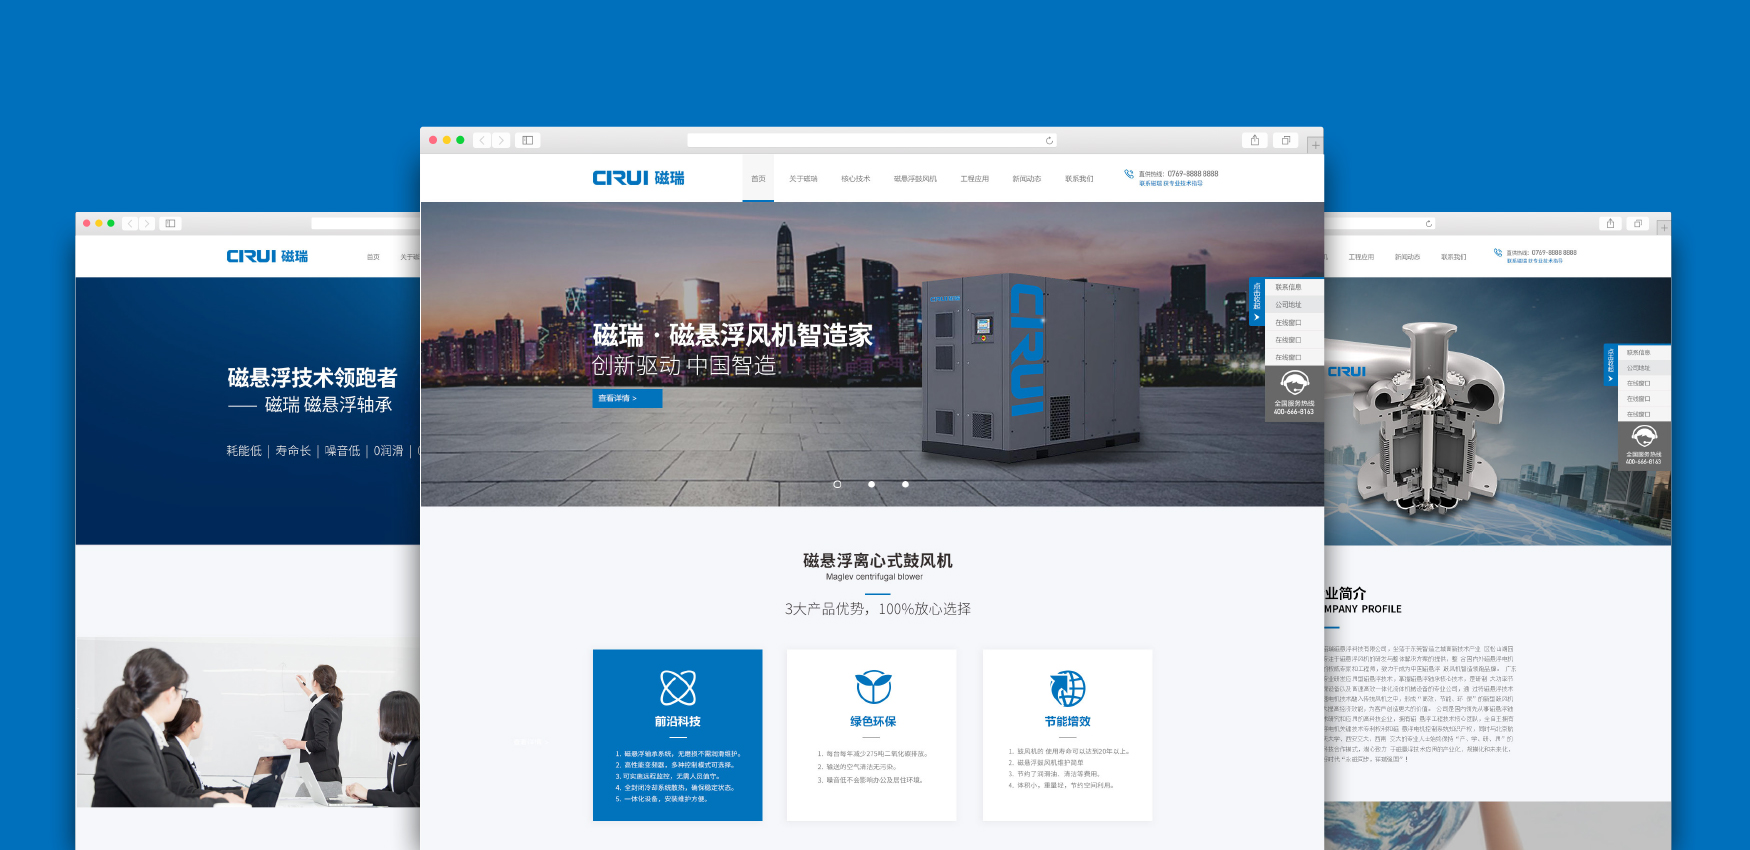 CIRUI 磁瑞
首页
磁悬浮技术领跑者
—— 磁瑞 磁悬浮轴承
耗能低 | 寿命长 | 噪音低 | 0润滑 |
CIRUI 磁瑞
首页 关于磁瑞 核心技术 磁悬浮鼓风机 工程应用 新闻动态 联系我们
直供热线: 0769-8888 8888
联系磁瑞 获专业技术指导
磁瑞 · 磁悬浮风机智造家
创新驱动 中国智造
查看详情 >
CIRUI
点击收起
联系信息
公司地址
在线窗口
在线窗口
在线窗口
全国服务热线
400-666-8163
磁悬浮离心式鼓风机
Maglev centrifugal blower
3大产品优势，100%放心选择
前沿科技
1. 磁悬浮轴承系统，无磨损不需润滑维护。
2. 高性能变频器，多种控制模式可选择。
3. 可实施远程监控，无需人员值守。
4. 全封闭冷却系统散热，确保稳定状态。
5. 一体化设备，安装维护方便。
绿色环保
1. 每台每年减少275吨二氧化碳排放。
2. 输送的空气清洁无污染。
3. 噪音低不会影响办公及居住环境。
节能增效
1. 鼓风机的 使用寿命可以达到20年以上。
2. 磁悬浮鼓风机维护简单
3. 节约了润滑油、清洁等费用。
4. 体积小，重量轻，节约空间利用。
工程应用 新闻动态 联系我们
直供热线: 0769-8888 8888
联系磁瑞 获专业技术指导
CIRUI
点击收起
联系信息
公司地址
在线窗口
在线窗口
在线窗口
全国服务热线
400-666-8163
业简介
MPANY PROFILE